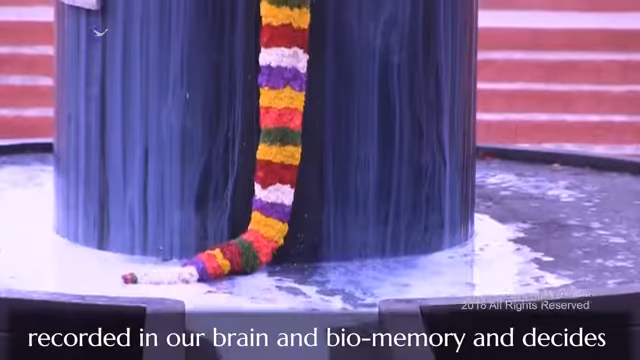 2018 All Rights Reserved
recorded in our brain and bio-memory and decides